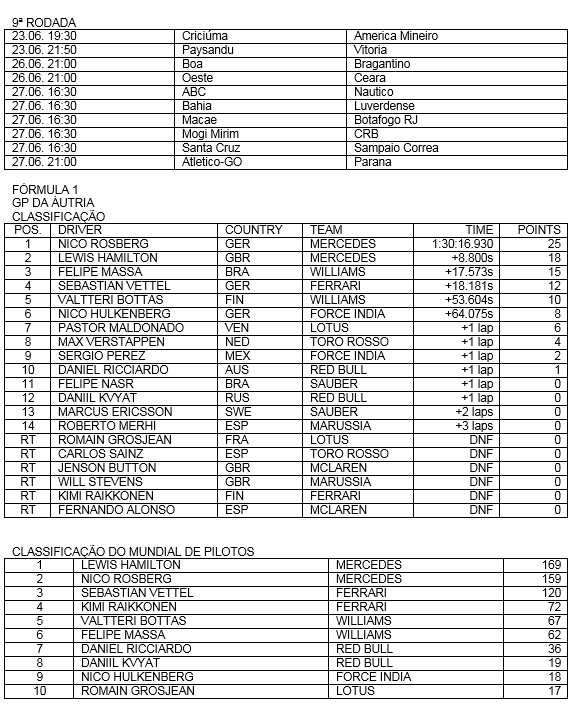 9ª RODADA
23.06. 19:30 Criciúma America Mineiro
23.06. 21:50 Paysandu Vitoria
26.06. 21:00 Boa Bragantino
26.06. 21:00 Oeste Ceara
27.06. 16:30 ABC Nautico
27.06. 16:30 Bahia Luverdense
27.06. 16:30 Macae Botafogo RJ
27.06. 16:30 Mogi Mirim CRB
27.06. 16:30 Santa Cruz Sampaio Correa
27.06. 21:00 Atletico-GO Parana
FÓRMULA 1
GP DA ÁUTRIA
CLASSIFICAÇÃO
POS. DRIVER COUNTRY TEAM TIME POINTS
1 NICO ROSBERG GER MERCEDES 1:30:16.930 25
2 LEWIS HAMILTON GBR MERCEDES +8.800s 18
3 FELIPE MASSA BRA WILLIAMS +17.573s 15
4 SEBASTIAN VETTEL GER FERRARI +18.181s 12
5 VALTTERI BOTTAS FIN WILLIAMS +53.604s 10
6 NICO HULKENBERG GER FORCE INDIA +64.075s 8
7 PASTOR MALDONADO VEN LOTUS +1 lap 6
8 MAX VERSTAPPEN NED TORO ROSSO +1 lap 4
9 SERGIO PEREZ MEX FORCE INDIA +1 lap 2
10 DANIEL RICCIARDO AUS RED BULL +1 lap 1
11 FELIPE NASR BRA SAUBER +1 lap 0
12 DANIIL KVYAT RUS RED BULL +1 lap 0
13 MARCUS ERICSSON SWE SAUBER +2 laps 0
14 ROBERTO MERHI ESP MARUSSIA +3 laps 0
RT ROMAIN GROSJEAN FRA LOTUS DNF 0
RT CARLOS SAINZ ESP TORO ROSSO DNF 0
RT JENSON BUTTON GBR MCLAREN DNF 0
RT WILL STEVENS GBR MARUSSIA DNF 0
RT KIMI RAIKKONEN FIN FERRARI DNF 0
RT FERNANDO ALONSO ESP MCLAREN DNF 0
CLASSIFICAÇÃO DO MUNDIAL DE PILOTOS
1 LEWIS HAMILTON MERCEDES 169
2 NICO ROSBERG MERCEDES 159
3 SEBASTIAN VETTEL FERRARI 120
4 KIMI RAIKKONEN FERRARI 72
5 VALTTERI BOTTAS WILLIAMS 67
6 FELIPE MASSA WILLIAMS 62
7 DANIEL RICCIARDO RED BULL 36
8 DANIIL KVYAT RED BULL 19
9 NICO HULKENBERG FORCE INDIA 18
10 ROMAIN GROSJEAN LOTUS 17